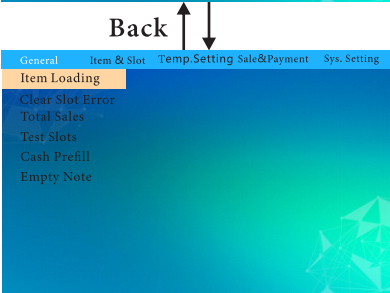 Back
General Item & Slot Temp.Setting Sale&Payment Sys. Setting
Item Loading
Clear Slot Error
Total Sales
Test Slots
Cash Prefill
Empty Note